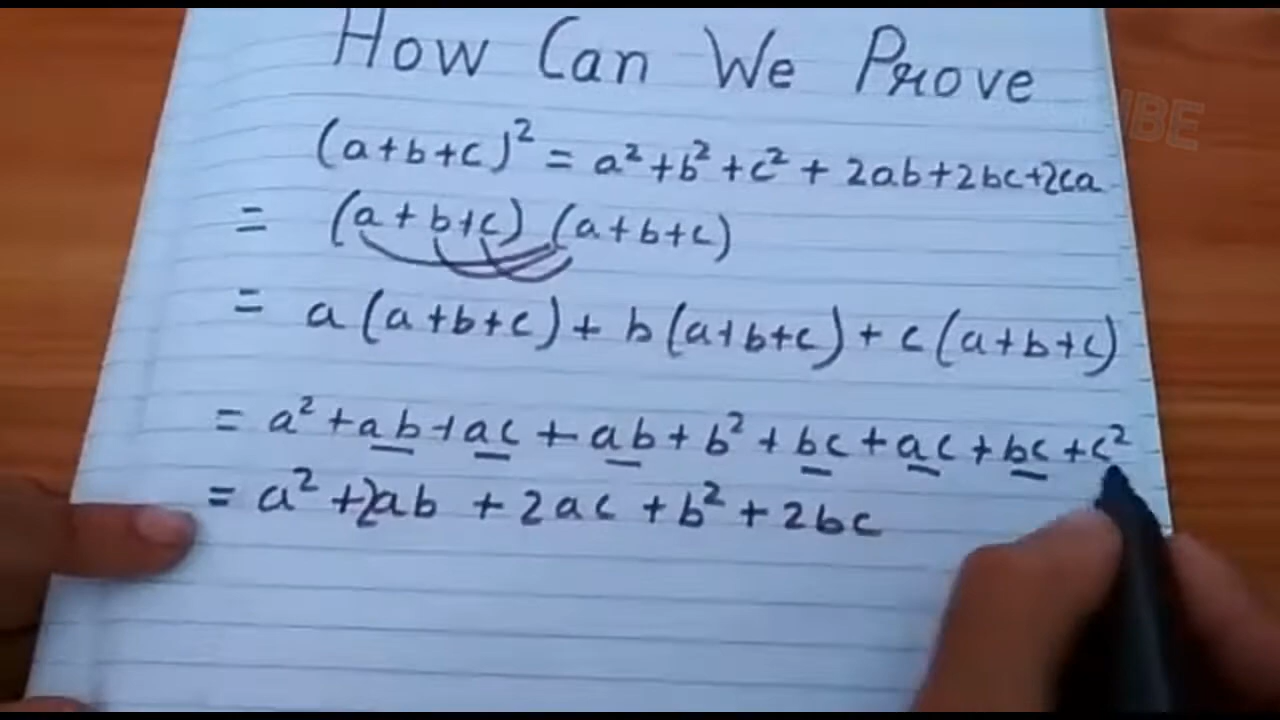 How Can We Prove
(a+b+c)² = a²+b²+c²+2ab+2bc+2ca
= (a+b+c)(a+b+c)
= a(a+b+c)+b(a+b+c)+c(a+b+c)
= a²+ab+ac+ab+b²+bc+ac+bc+c²
= a²+2ab+2ac+b²+2bc